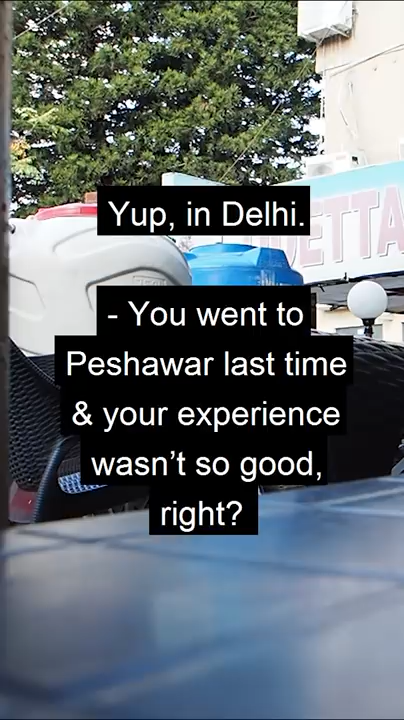 Yup, in Delhi.
- You went to
Peshawar last time
& your experience
wasn't so good,
right?